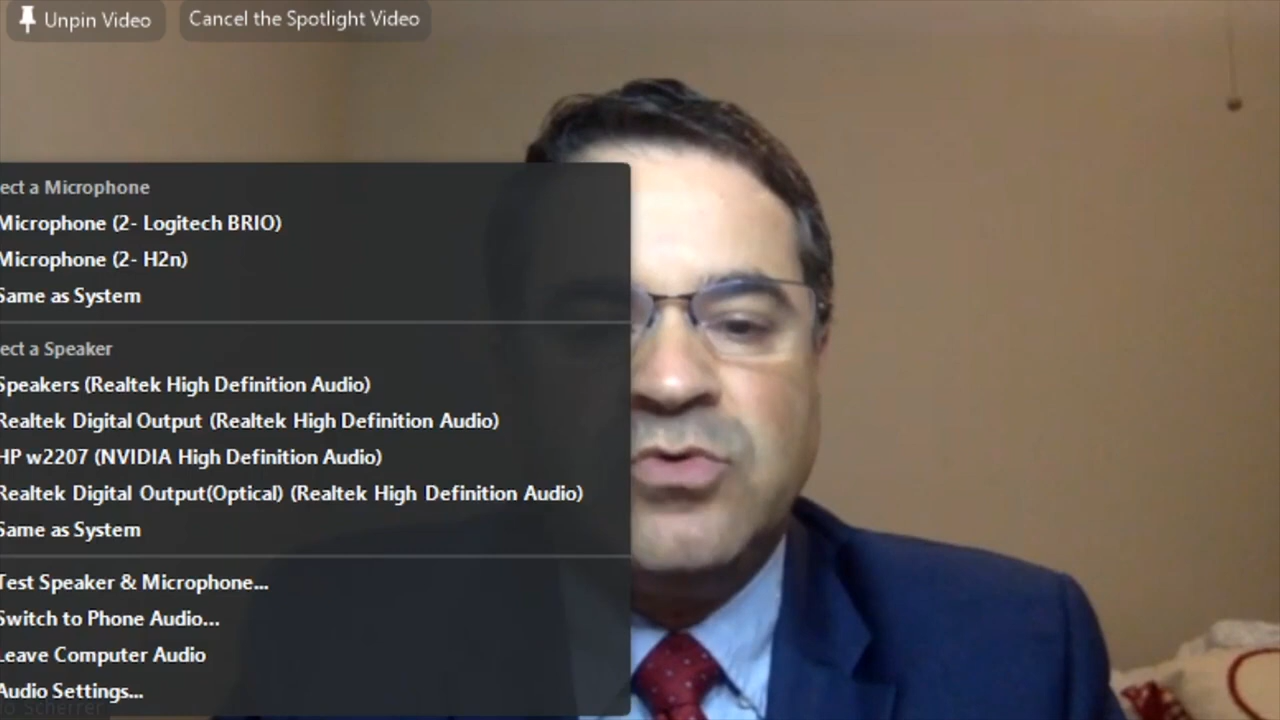 Unpin Video
Cancel the Spotlight Video
ect a Microphone
Microphone (2- Logitech BRIO)
Microphone (2- H2n)
Same as System
ect a Speaker
Speakers (Realtek High Definition Audio)
Realtek Digital Output (Realtek High Definition Audio)
HP w2207 (NVIDIA High Definition Audio)
Realtek Digital Output(Optical) (Realtek High Definition Audio)
Same as System
Test Speaker & Microphone...
Switch to Phone Audio...
Leave Computer Audio
Audio Settings...